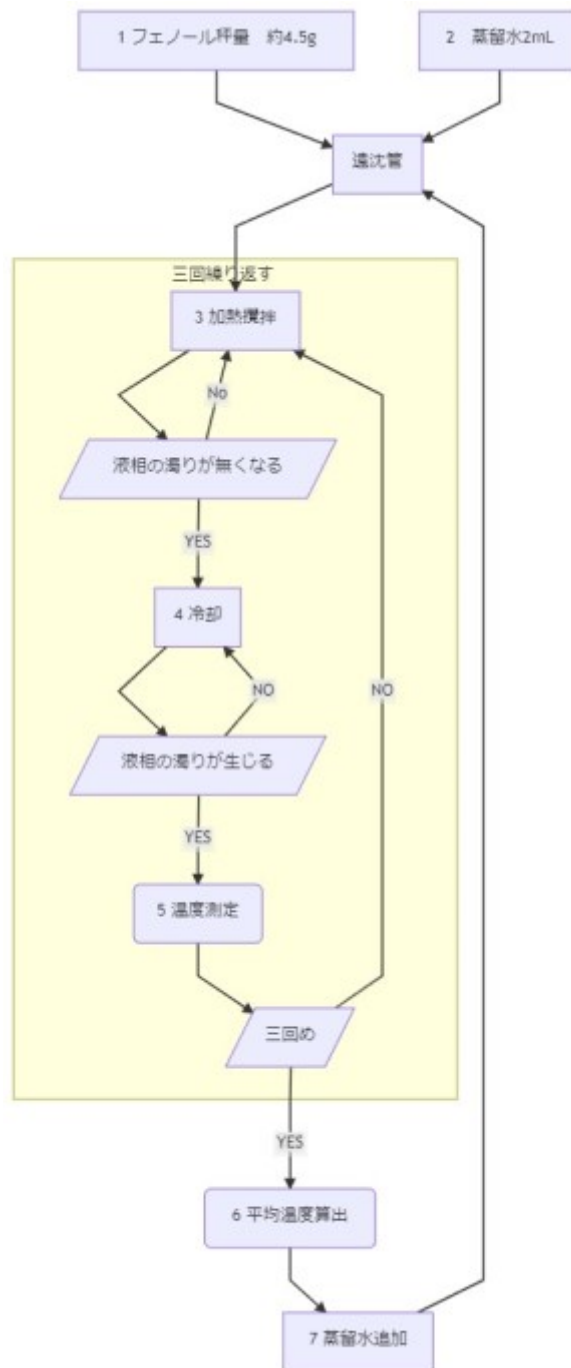 1 フェノール秤量　約4.5g
2　蒸留水2mL
遠沈管
三回繰り返す
3 加熱攪拌
No
液相の濁りが無くなる
YES
4 冷却
NO
NO
液相の濁りが生じる
YES
5 温度測定
三回め
YES
6 平均温度算出
7 蒸留水追加